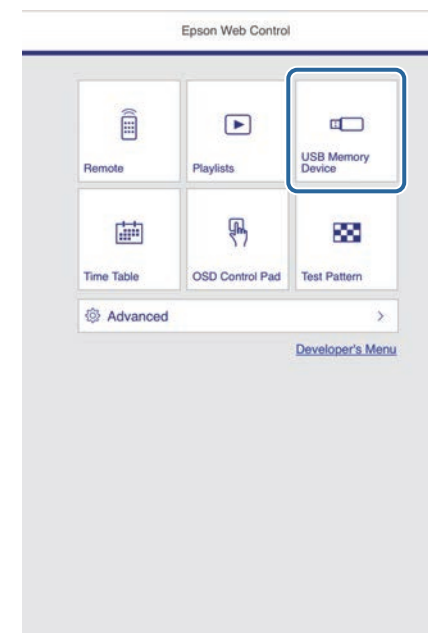 Epson Web Control
Remote
Playlists
USB Memory
Device
Time Table
OSD Control Pad
Test Pattern
Advanced
Developer's Menu